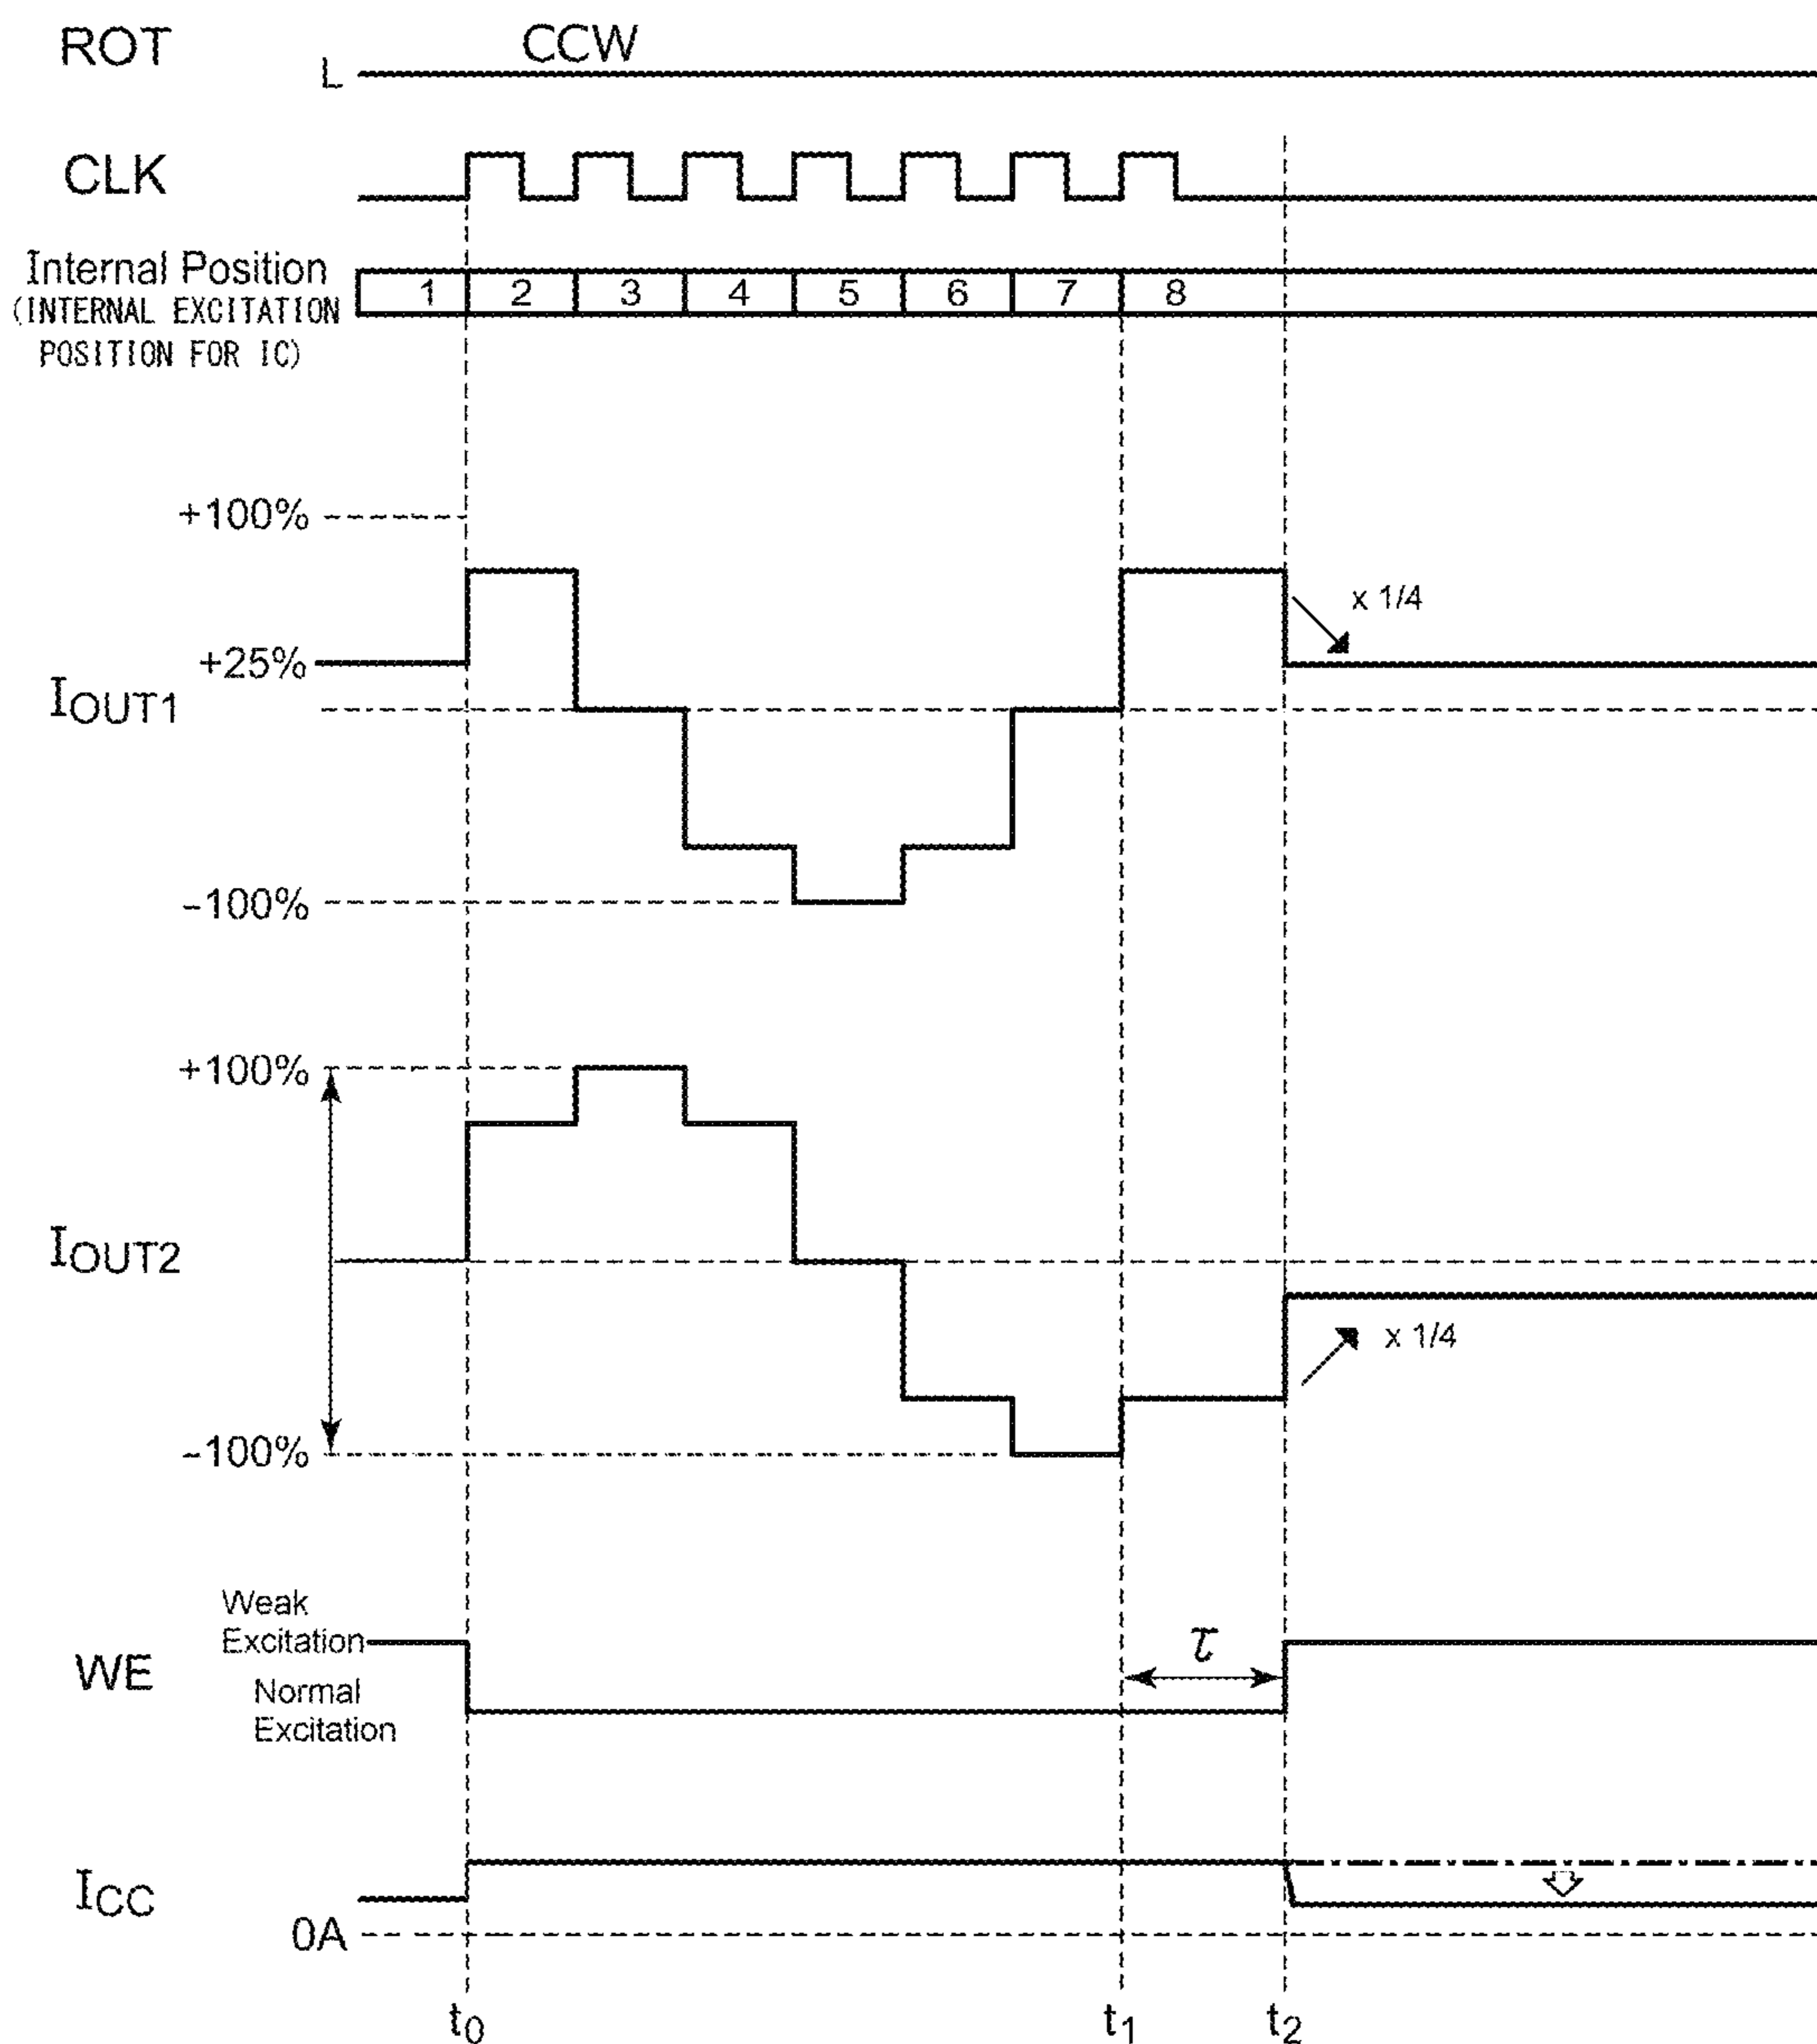 ROT
CCW
L
CLK
Internal Position
(INTERNAL EXCITATION
POSITION FOR IC)
1 2 3 4 5 6 7 8
+100%
x 1/4
+25%
IOUT1
-100%
+100%
IOUT2
x 1/4
-100%
Weak
Excitation
WE
τ
Normal
Excitation
ICC
0A
t0 t1 t2